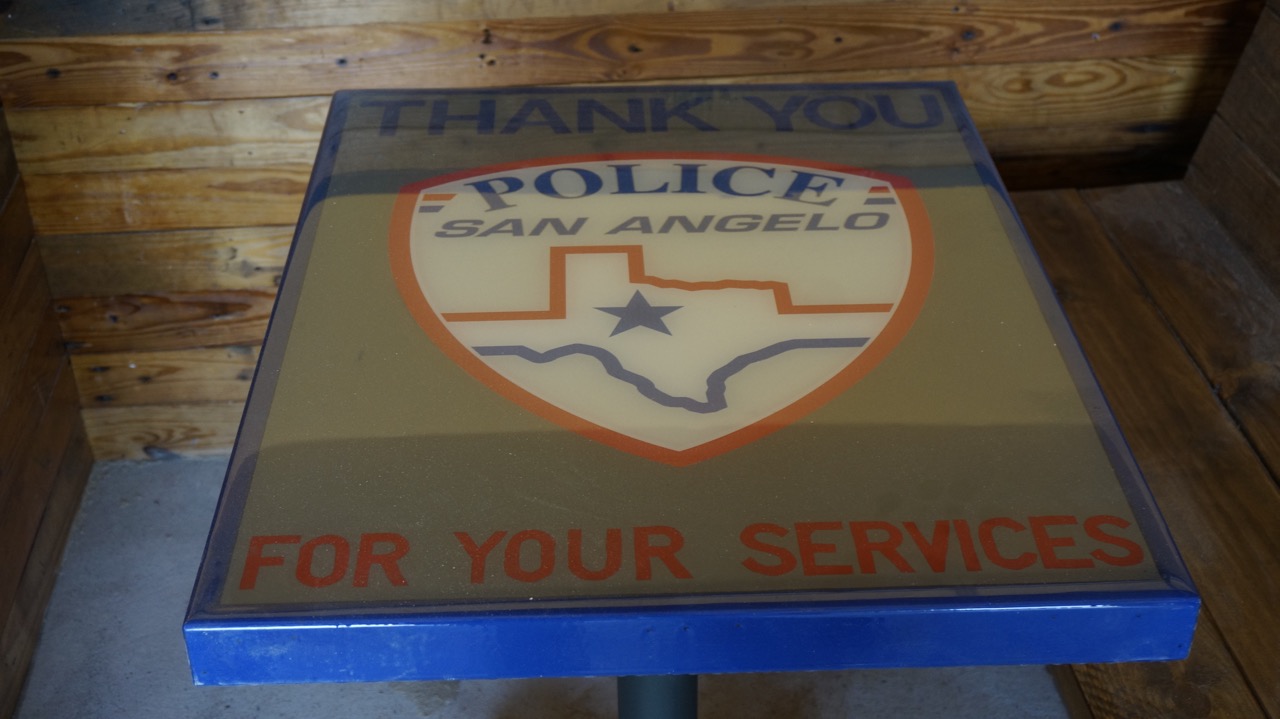 THANK YOU
POLICE
SAN ANGELO
FOR YOUR SERVICES